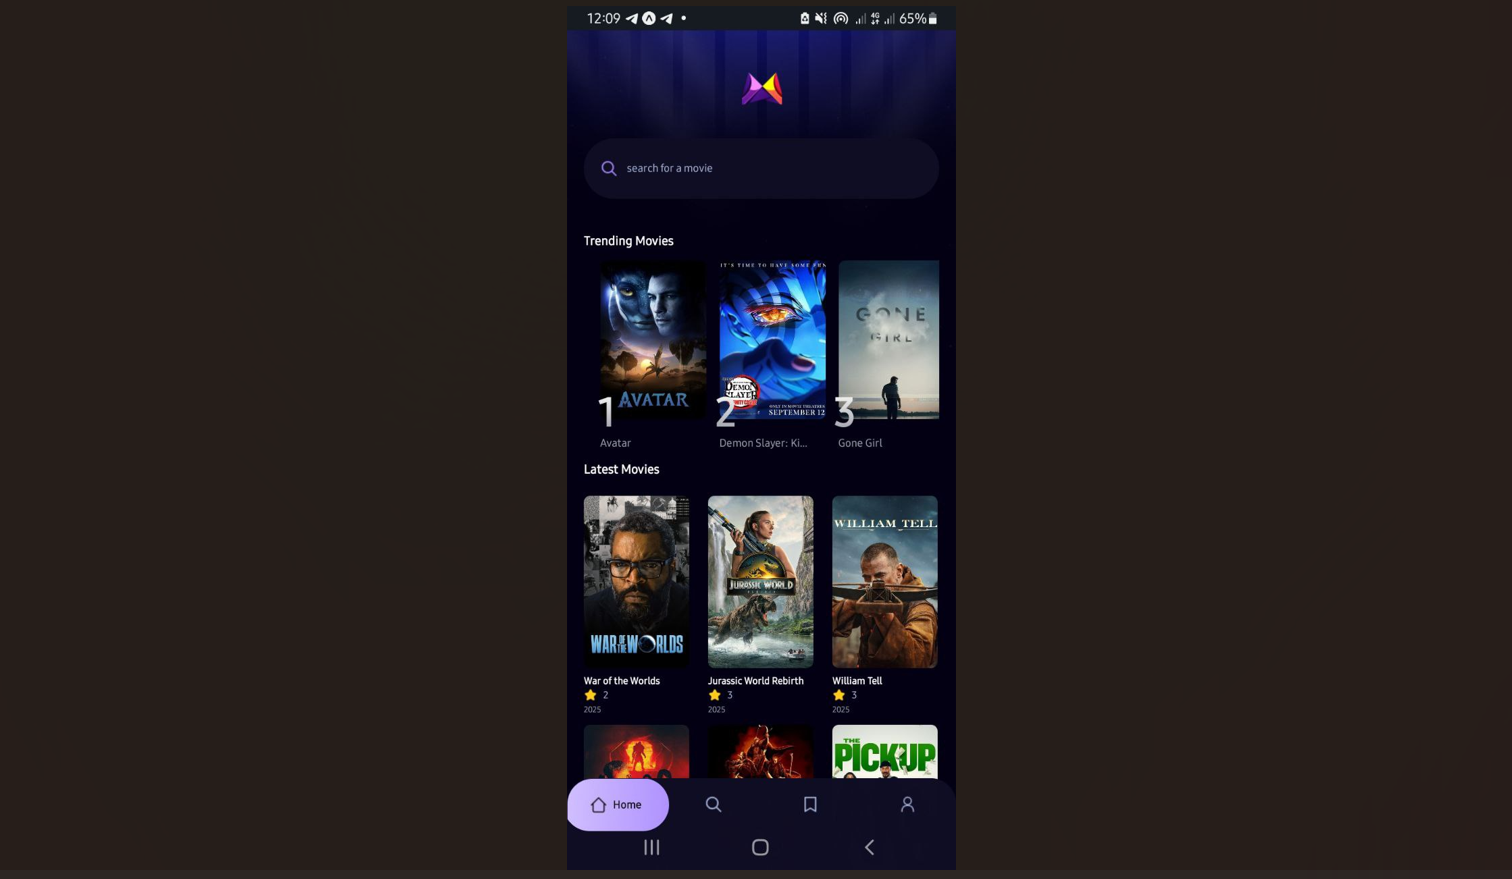 12:09
4G
65%
search for a movie
Trending Movies
IT'S TIME TO HAVE SOME FUN
AVATAR
DEMON
SLAYER
ONLY IN MOVIE THEATRES
SEPTEMBER 12
GONE
GIRL
1
2
3
Avatar
Demon Slayer: Ki...
Gone Girl
Latest Movies
WAR OF THE WORLDS
JURASSIC WORLD
REBIRTH
WILLIAM TELL
War of the Worlds
Jurassic World Rebirth
William Tell
2
3
3
2025
2025
2025
THE
PICKUP
Home